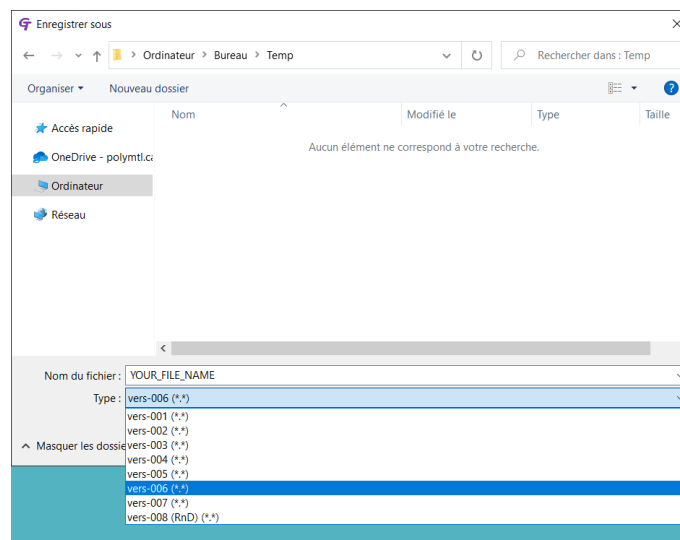 Enregistrer sous
Ordinateur > Bureau > Temp
Rechercher dans : Temp
Organiser
Nouveau dossier
Nom
Modifié le
Type
Taille
Accès rapide
OneDrive - polymtl.ca
Ordinateur
Réseau
Aucun élément ne correspond à votre recherche.
Nom du fichier : YOUR_FILE_NAME
Type : vers-006 (*.*)
vers-001 (*.*)
vers-002 (*.*)
Masquer les dossie
vers-003 (*.*)
vers-004 (*.*)
vers-005 (*.*)
vers-006 (*.*)
vers-007 (*.*)
vers-008 (RnD) (*.*)